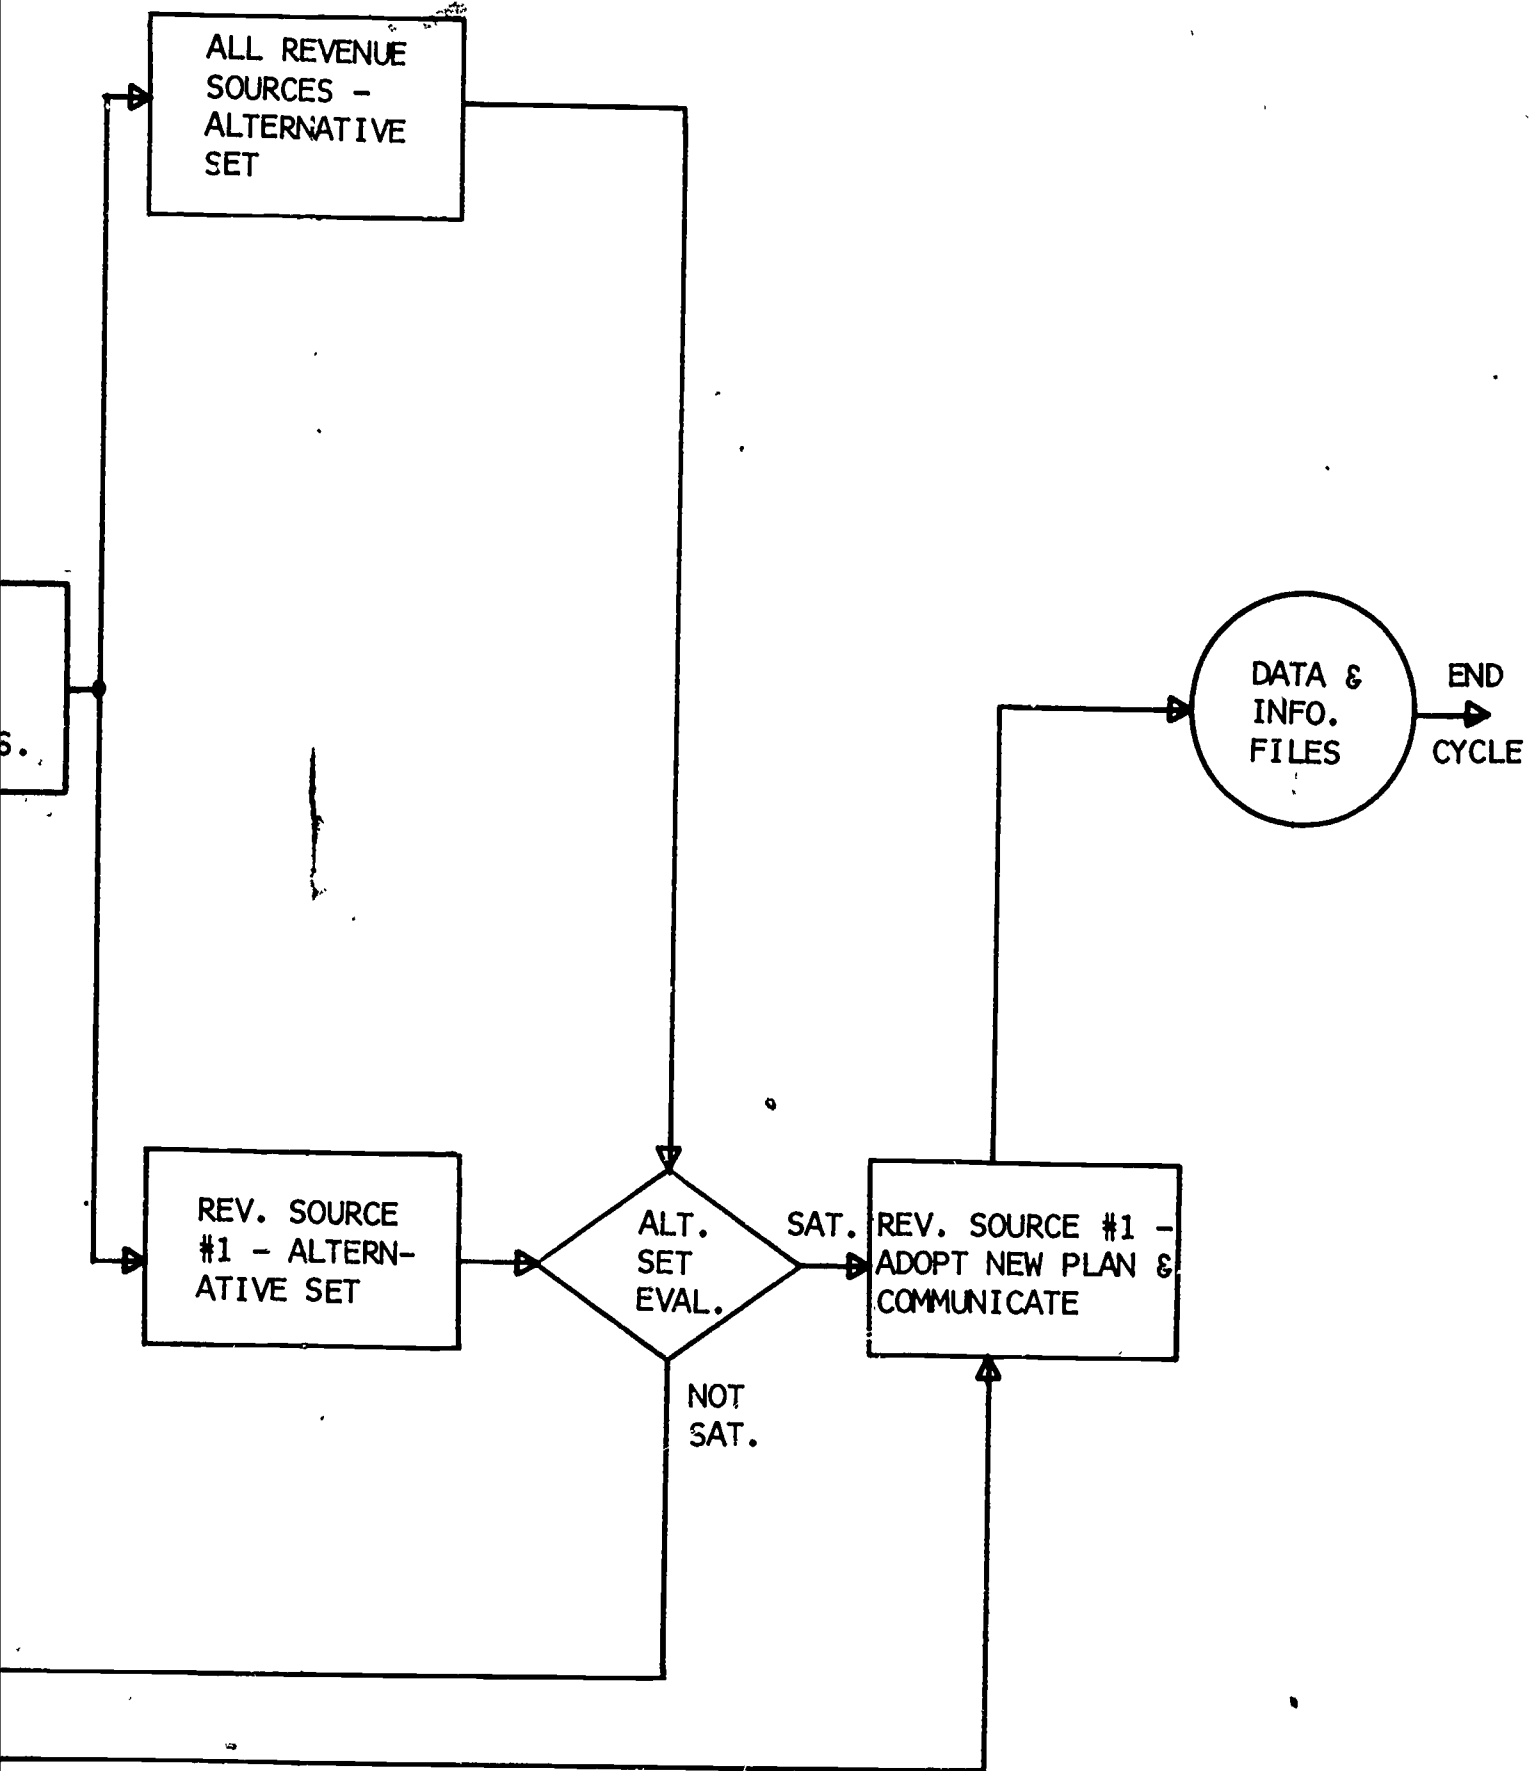 ALL REVENUE
SOURCES -
ALTERNATIVE
SET
S.
DATA &
INFO.
FILES
END
CYCLE
REV. SOURCE
#1 - ALTERN-
ATIVE SET
ALT.
SET
EVAL.
SAT.
REV. SOURCE #1 -
ADOPT NEW PLAN &
COMMUNICATE
NOT
SAT.